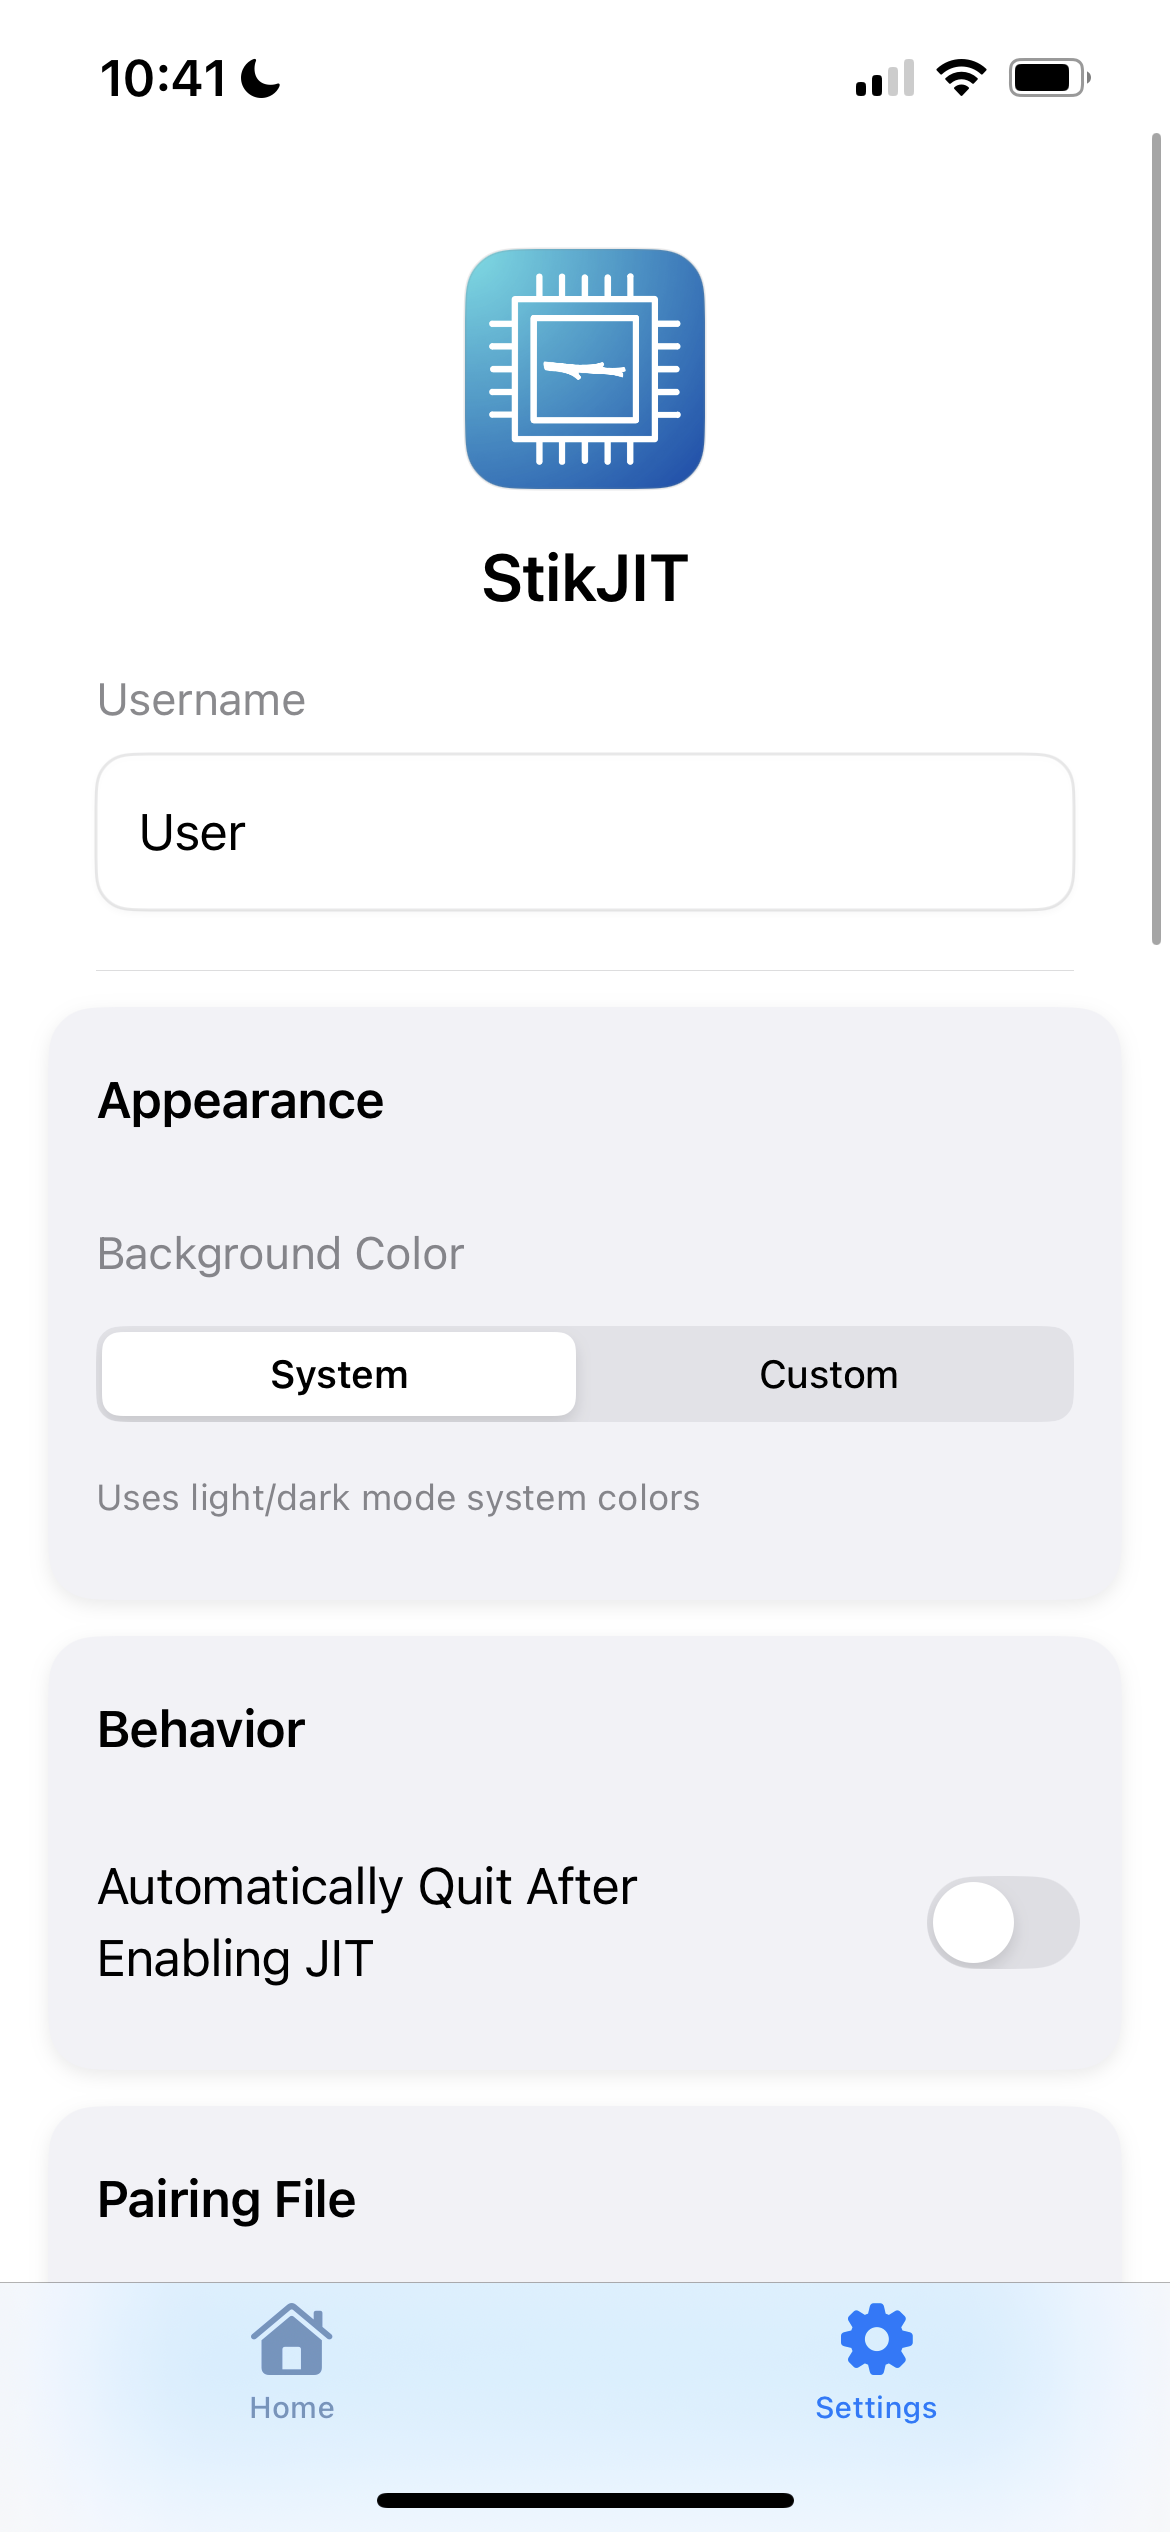 10:41
StikJIT
Username
User
Appearance
Background Color
System
Custom
Uses light/dark mode system colors
Behavior
Automatically Quit After
Enabling JIT
Pairing File
Home
Settings